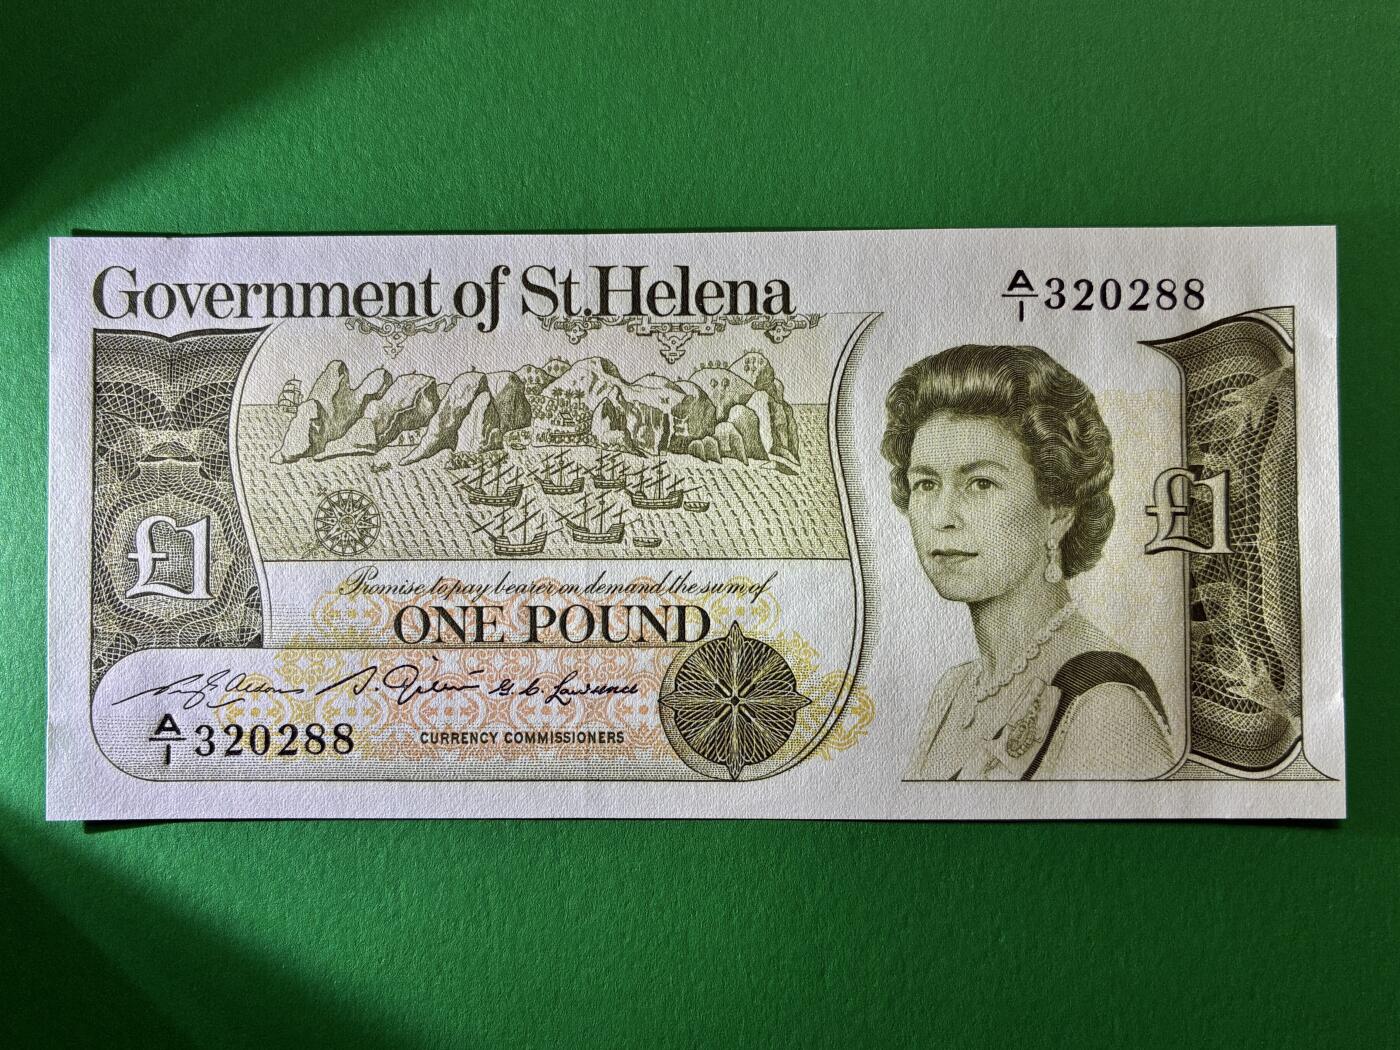 Government of St.Helena
A/1 320288
£1
£1
Promise to pay bearer on demand the sum of
ONE POUND
G. C. Lawrence
A/1 320288
CURRENCY COMMISSIONERS